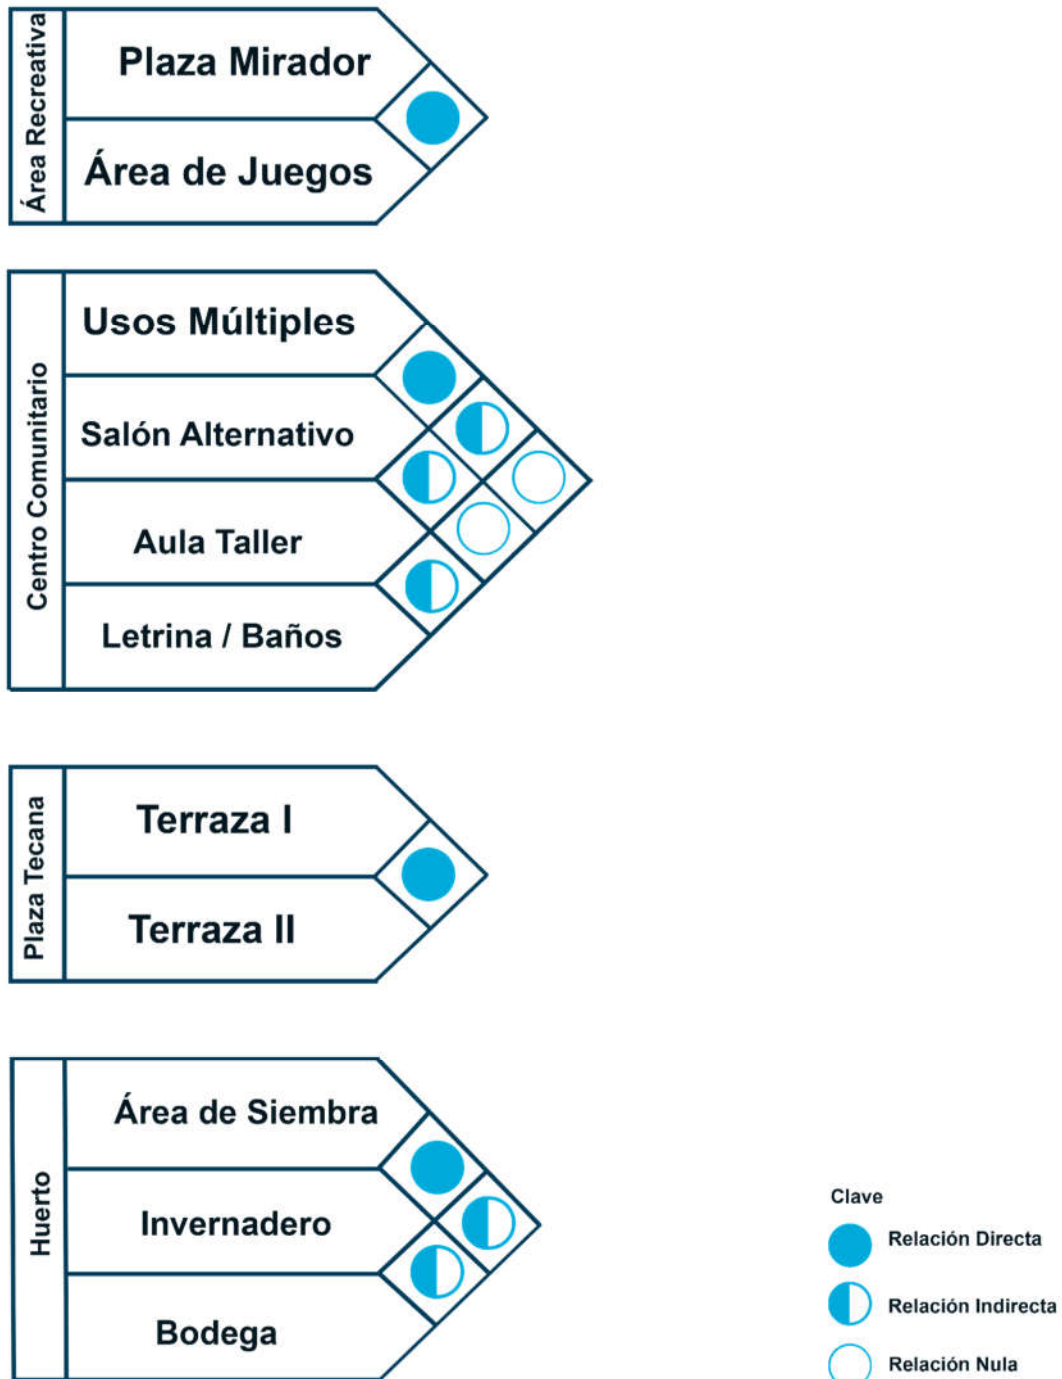 Área Recreativa
Plaza Mirador
Área de Juegos
Centro Comunitario
Usos Múltiples
Salón Alternativo
Aula Taller
Letrina / Baños
Plaza Tecana
Terraza I
Terraza II
Huerto
Área de Siembra
Invernadero
Bodega
Clave
Relación Directa
Relación Indirecta
Relación Nula